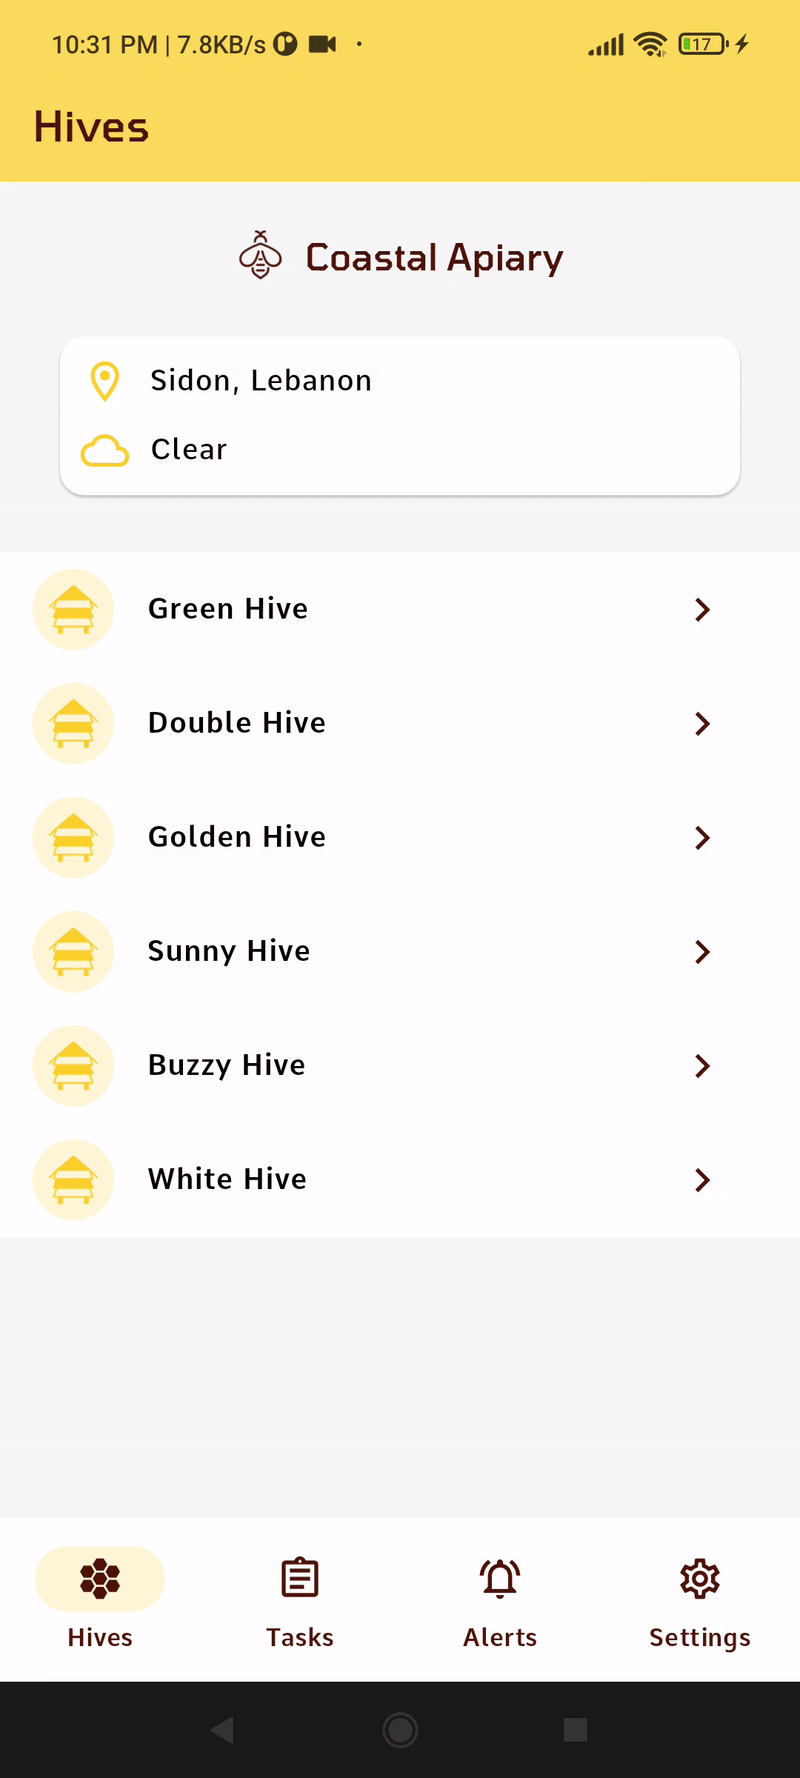 10:31 PM | 7.8KB/s
17
Hives
Coastal Apiary
Sidon, Lebanon
Clear
Green Hive
Double Hive
Golden Hive
Sunny Hive
Buzzy Hive
White Hive
Hives
Tasks
Alerts
Settings